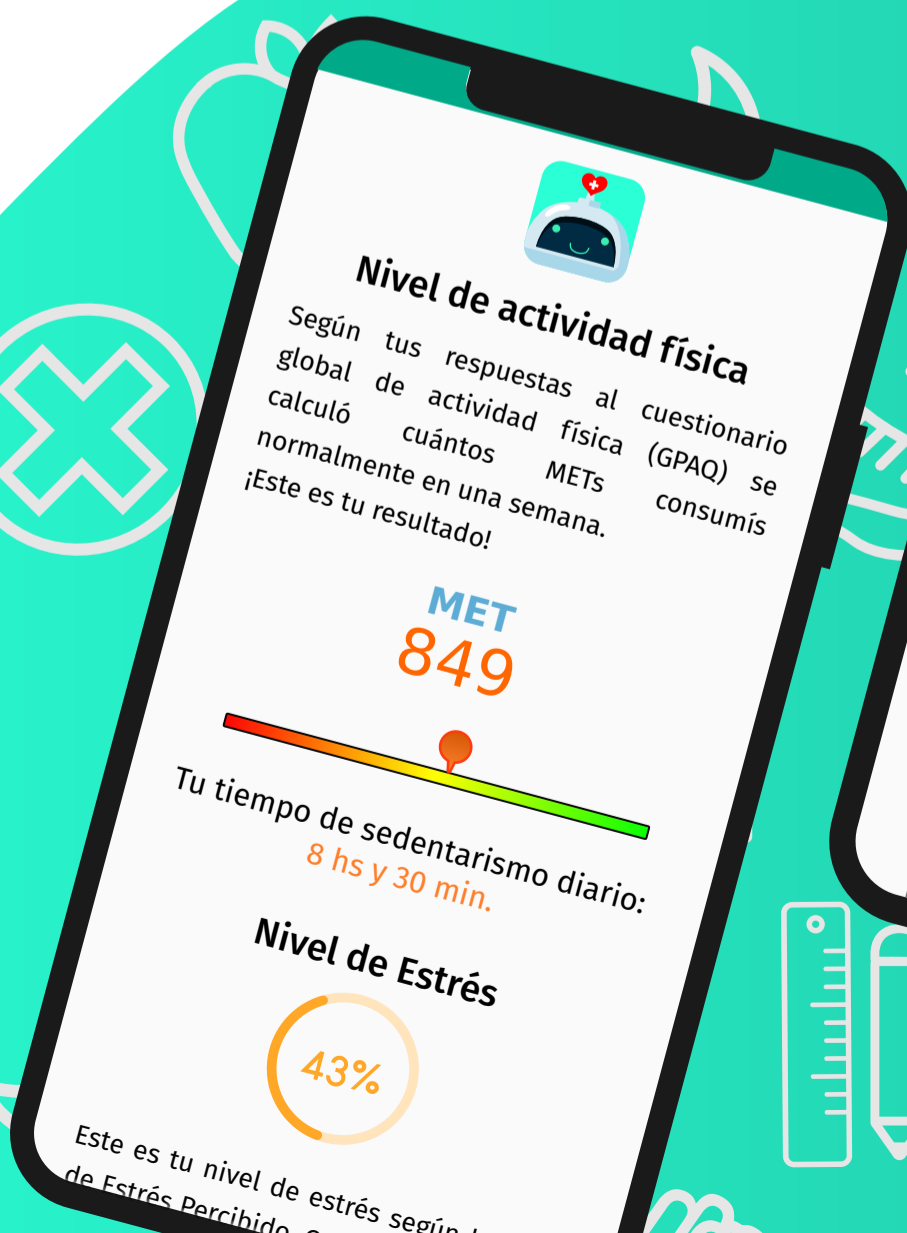 Nivel de actividad física
Según tus respuestas al cuestionario
global de actividad física (GPAQ) se
calculó cuántos METs consumís
normalmente en una semana.
¡Este es tu resultado!
MET
849
Tu tiempo de sedentarismo diario:
8 hs y 30 min.
Nivel de Estrés
43%
Este es tu nivel de estrés según
de Estrés Percibido